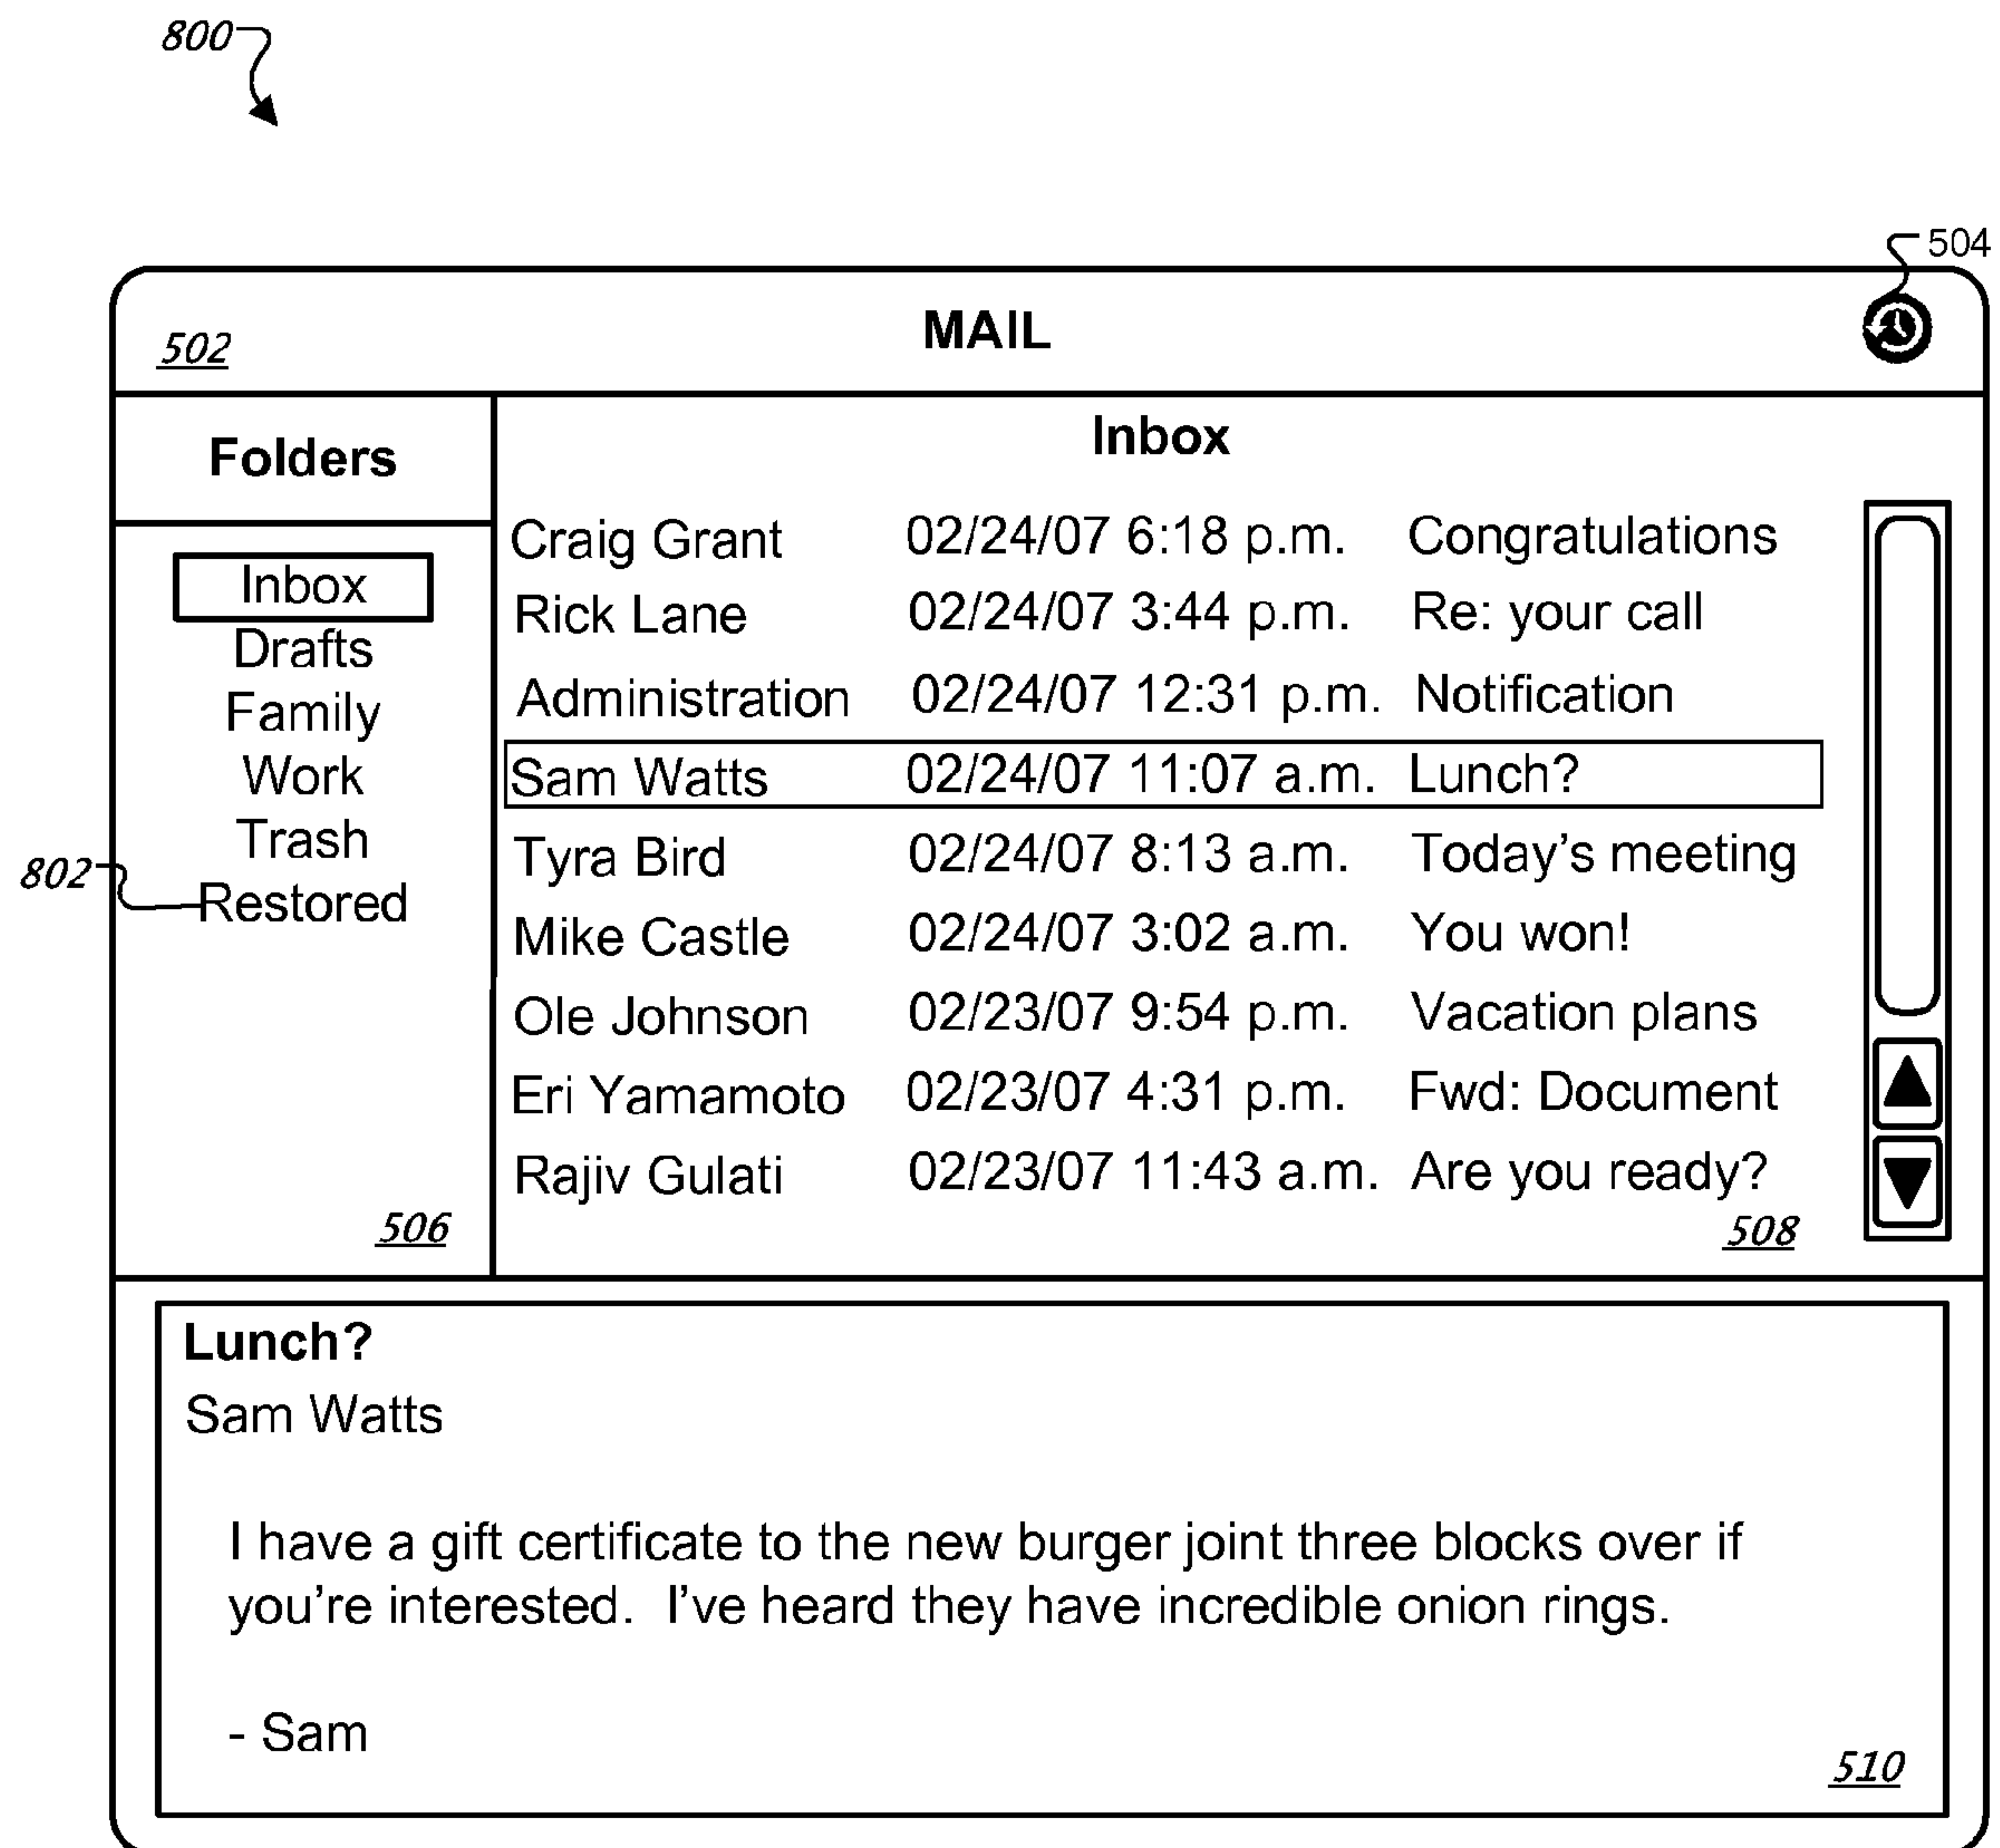 800
504
502
MAIL
Folders
Inbox
Drafts
Family
Work
Trash
802
Restored
506
Inbox
Craig Grant 02/24/07 6:18 p.m. Congratulations
Rick Lane 02/24/07 3:44 p.m. Re: your call
Administration 02/24/07 12:31 p.m. Notification
Sam Watts 02/24/07 11:07 a.m. Lunch?
Tyra Bird 02/24/07 8:13 a.m. Today's meeting
Mike Castle 02/24/07 3:02 a.m. You won!
Ole Johnson 02/23/07 9:54 p.m. Vacation plans
Eri Yamamoto 02/23/07 4:31 p.m. Fwd: Document
Rajiv Gulati 02/23/07 11:43 a.m. Are you ready?
508
Lunch?
Sam Watts
I have a gift certificate to the new burger joint three blocks over if
you're interested.  I've heard they have incredible onion rings.
- Sam
510